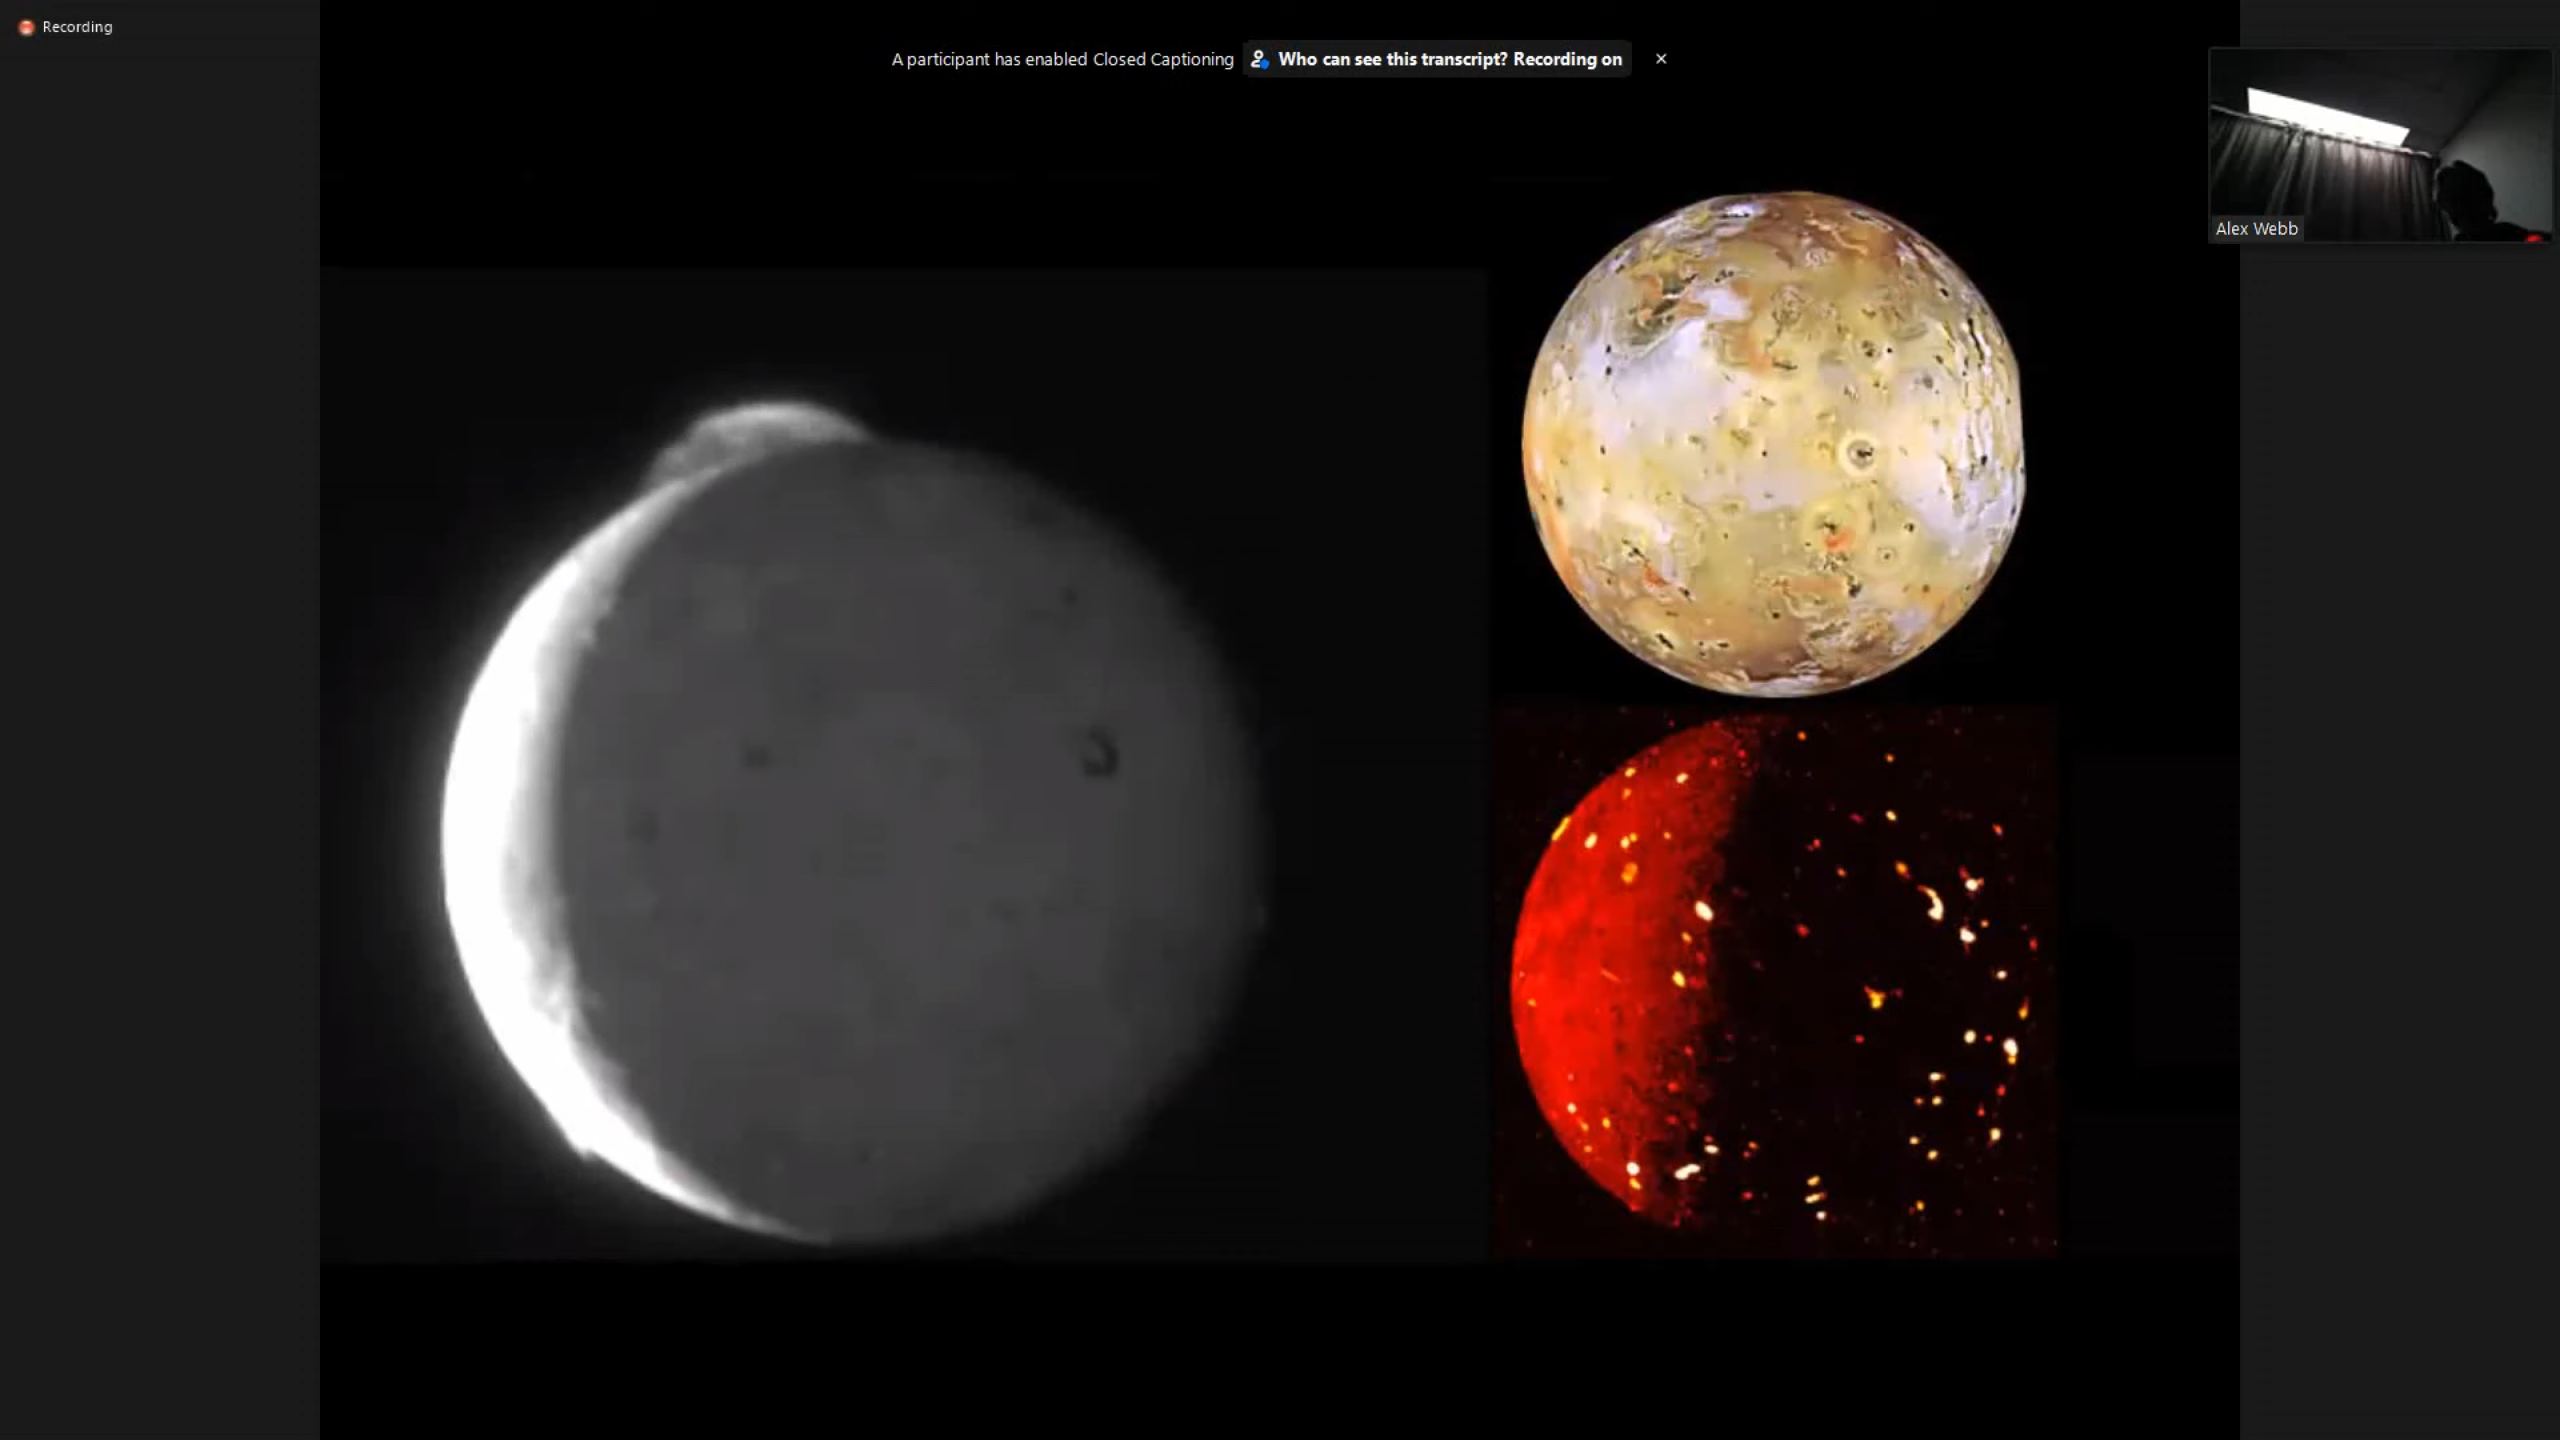 Recording
A participant has enabled Closed Captioning Who can see this transcript? Recording on
Alex Webb